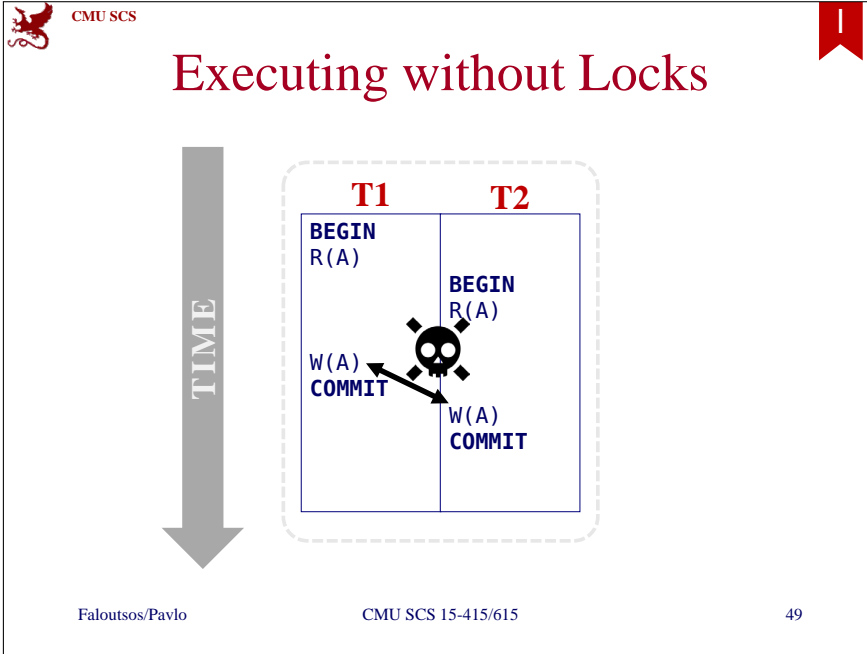 CMU SCS
I
Executing without Locks
TIME
T1 T2
BEGIN
R(A)
BEGIN
R(A)
W(A)
COMMIT
W(A)
COMMIT
Faloutsos/Pavlo CMU SCS 15-415/615 49